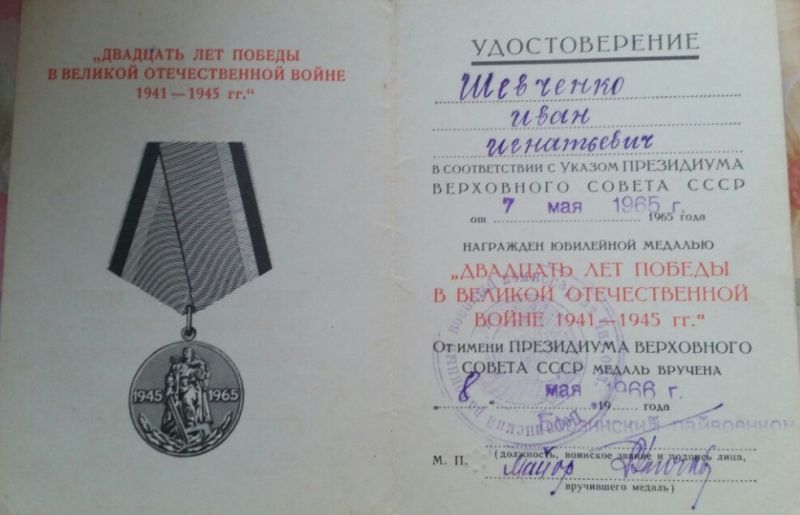 „ДВАДЦАТЬ ЛЕТ ПОБЕДЫ
В ВЕЛИКОЙ ОТЕЧЕСТВЕННОЙ ВОЙНЕ
1941—1945 гг.“
1945 1965
УДОСТОВЕРЕНИЕ
Шевченко
Иван
Игнатьевич
В СООТВЕТСТВИИ С УКАЗОМ ПРЕЗИДИУМА
ВЕРХОВНОГО СОВЕТА СССР
7 мая 1965 г.
от 1965 года
НАГРАЖДЕН ЮБИЛЕЙНОЙ МЕДАЛЬЮ
„ДВАДЦАТЬ ЛЕТ ПОБЕДЫ
В ВЕЛИКОЙ ОТЕЧЕСТВЕННОЙ
ВОЙНЕ 1941—1945 гг.“
ОТ ИМЕНИ ПРЕЗИДИУМА ВЕРХОВНОГО
СОВЕТА СССР МЕДАЛЬ ВРУЧЕНА
8 мая 1966 г.
„ “ 19 года
райвоенком
(должность, воинское звание и подпись лица,
М. П. Майор
вручившего медаль)